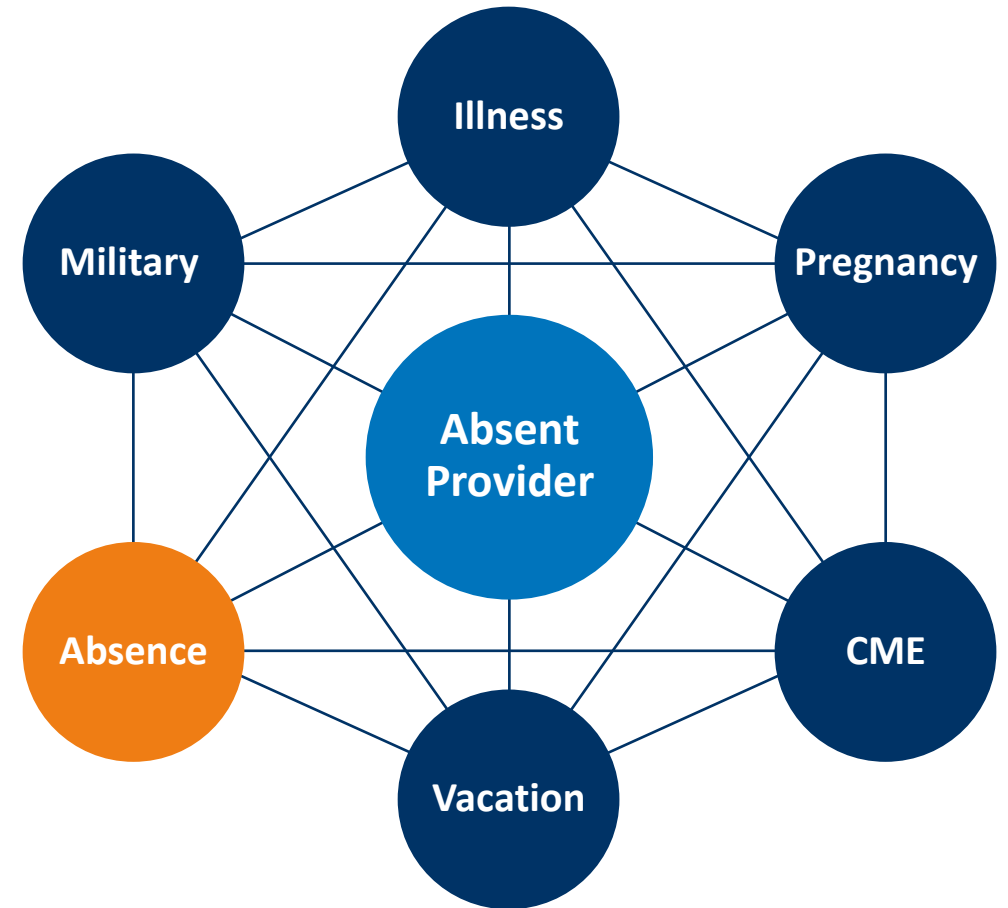 Illness
Military
Pregnancy
Absent
Provider
Absence
CME
Vacation